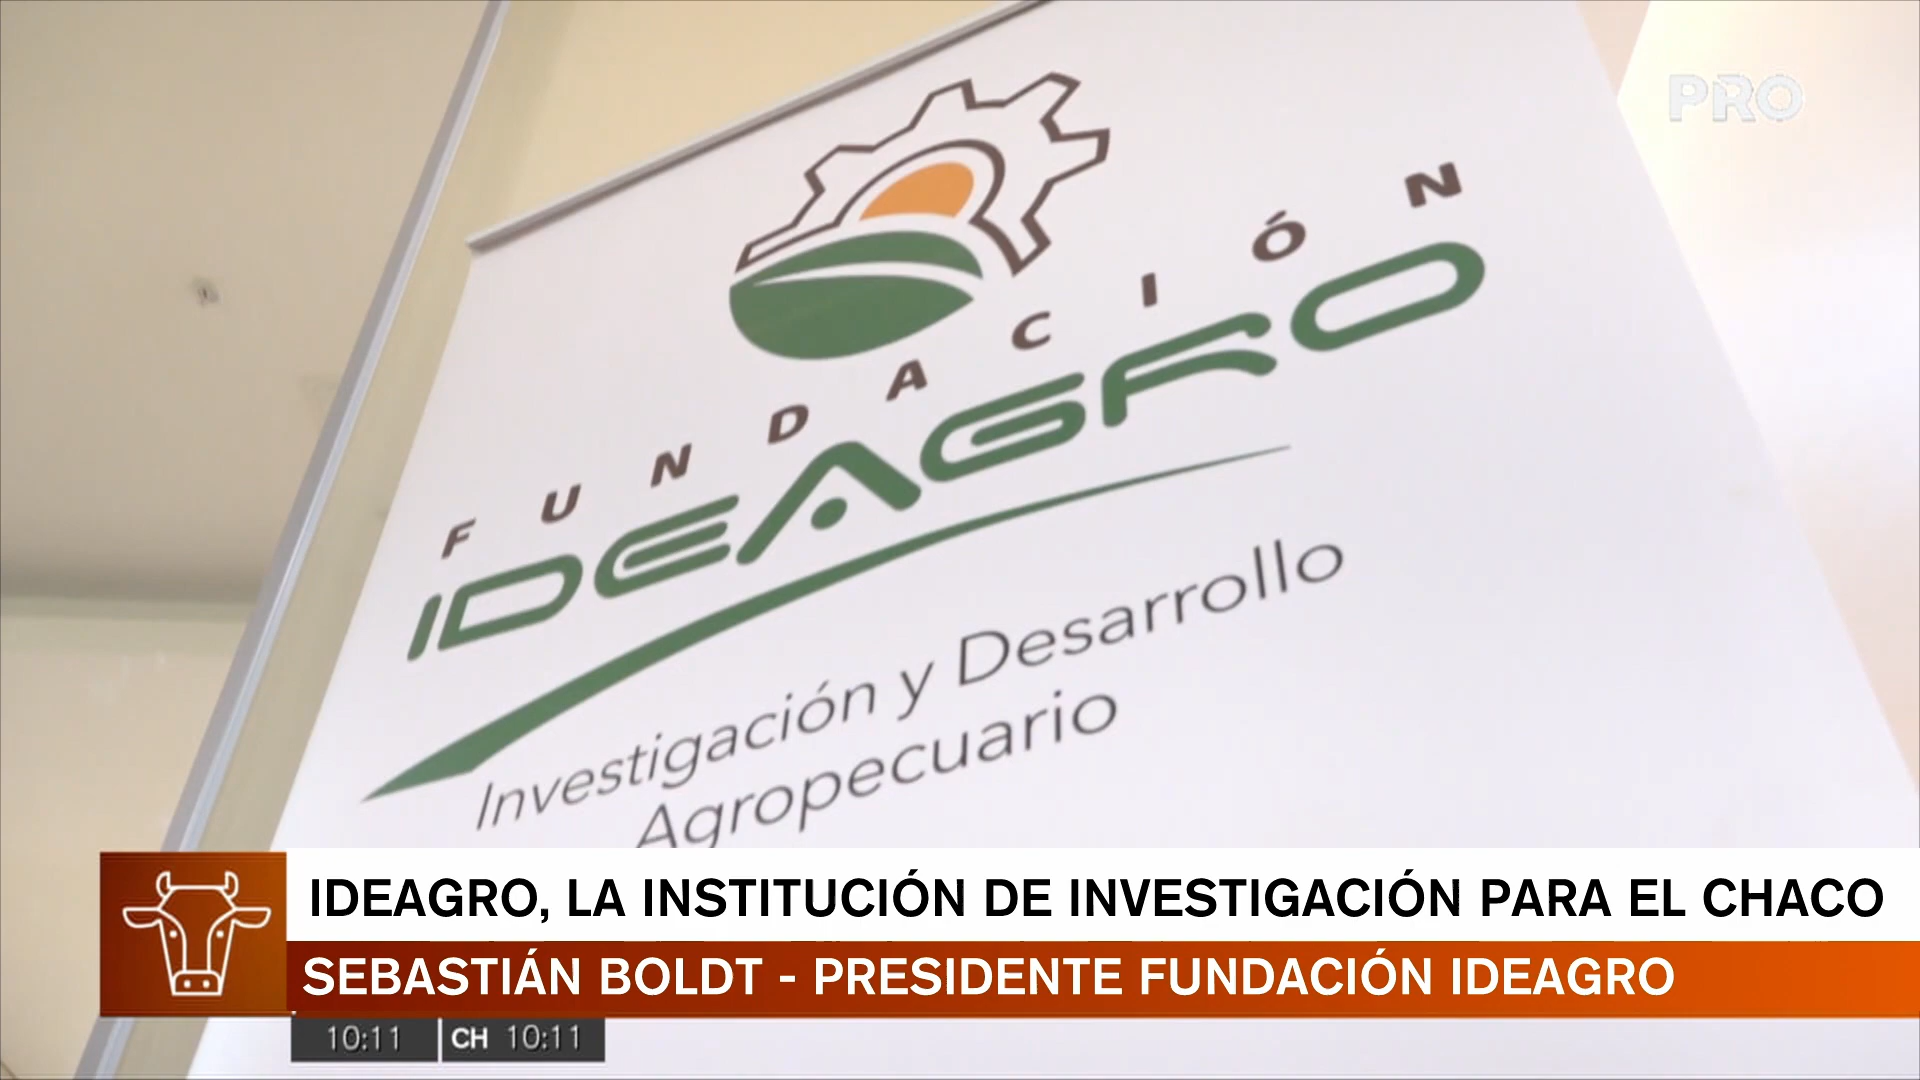 PRO
FUNDACIÓN
IDEAGRO
Investigación y Desarrollo
Agropecuario
IDEAGRO, LA INSTITUCIÓN DE INVESTIGACIÓN PARA EL CHACO
SEBASTIÁN BOLDT - PRESIDENTE FUNDACIÓN IDEAGRO
10:11 CH 10:11